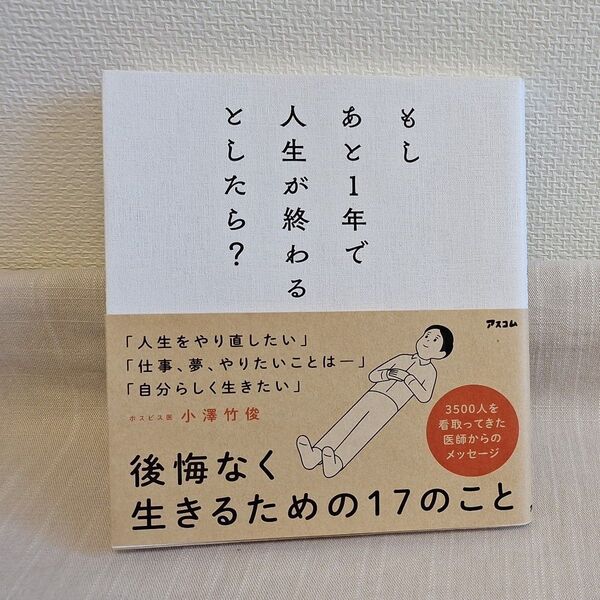 もし
あと1年で
人生が終わる
としたら?
アスコム
「人生をやり直したい」
「仕事、夢、やりたいことは―」
「自分らしく生きたい」
ホスピス医 小澤竹俊
3500人を
看取ってきた
医師からの
メッセージ
後悔なく
生きるための17のこと